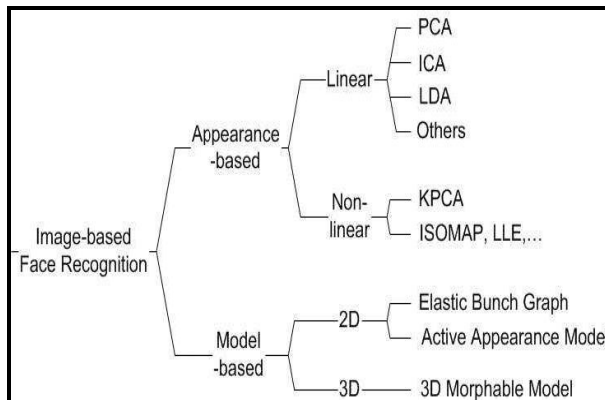 PCA
ICA
Linear
LDA
Appearance
-based
Others
Non-
linear
KPCA
ISOMAP, LLE,...
Image-based
Face Recognition
Elastic Bunch Graph
2D
Active Appearance Mode
Model
-based
3D
3D Morphable Model